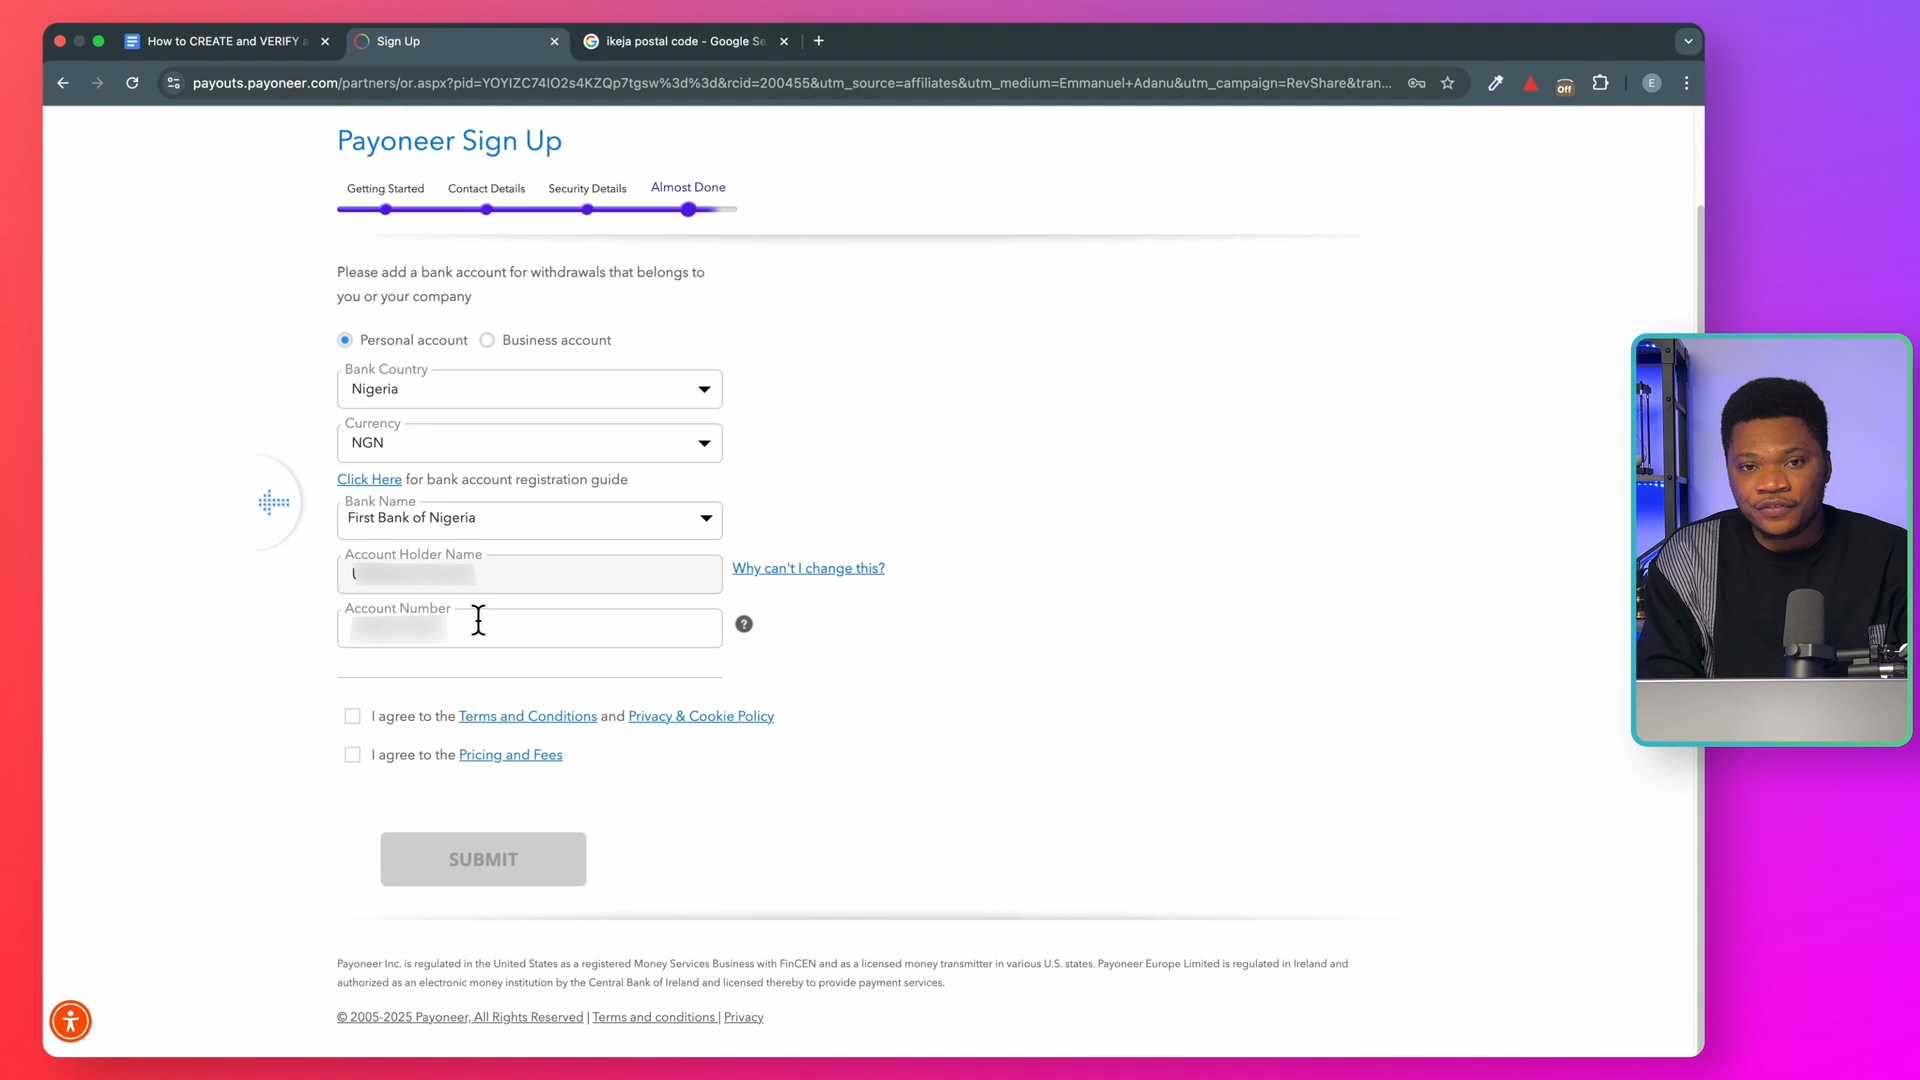 How to CREATE and VERIFY a
Sign Up
ikeja postal code - Google Se
payouts.payoneer.com/partners/or.aspx?pid=YOYIZC74IO2s4KZQp7tgsw%3d%3d&rcid=200455&utm_source=affiliates&utm_medium=Emmanuel+Adanu&utm_campaign=RevShare&tran...
Off
E
Payoneer Sign Up
Getting Started
Contact Details
Security Details
Almost Done
Please add a bank account for withdrawals that belongs to
you or your company
Personal account
Business account
Bank Country
Nigeria
Currency
NGN
Click Here for bank account registration guide
Bank Name
First Bank of Nigeria
Account Holder Name
Why can't I change this?
Account Number
?
I agree to the Terms and Conditions and Privacy & Cookie Policy
I agree to the Pricing and Fees
SUBMIT
Payoneer Inc. is regulated in the United States as a registered Money Services Business with FinCEN and as a licensed money transmitter in various U.S. states. Payoneer Europe Limited is regulated in Ireland and
authorized as an electronic money institution by the Central Bank of Ireland and licensed thereby to provide payment services.
© 2005-2025 Payoneer, All Rights Reserved | Terms and conditions | Privacy